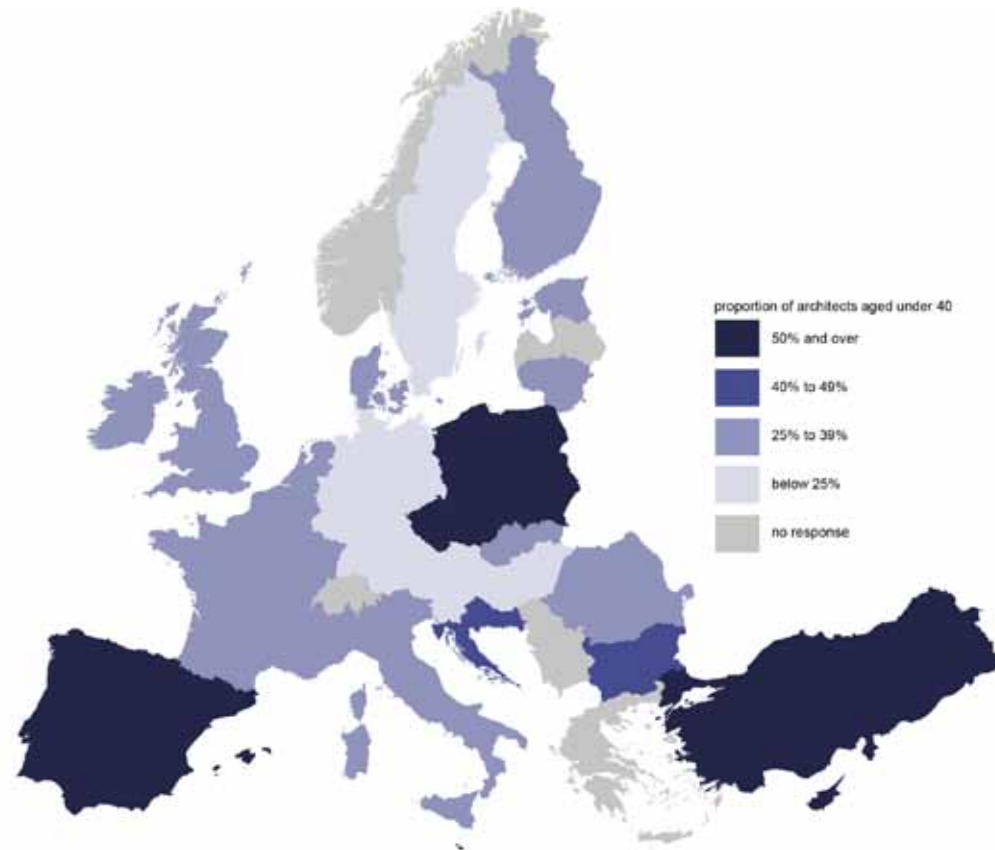 proportion of architects aged under 40
50% and over
40% to 49%
25% to 39%
below 25%
no response